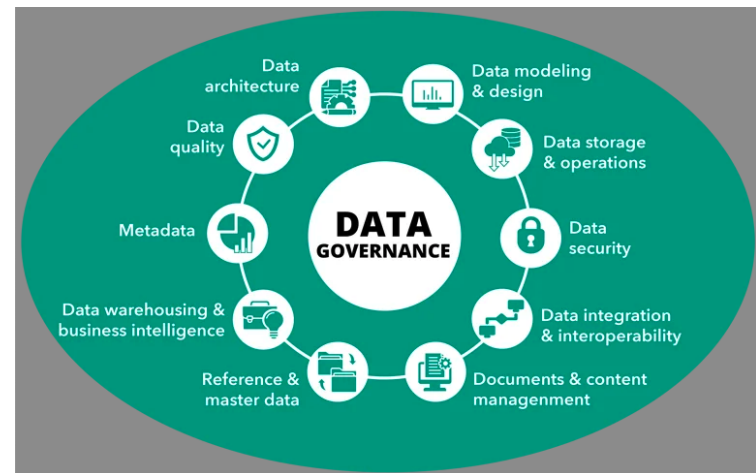 Data
architecture
Data modeling
& design
Data
quality
Data storage
& operations
DATA
GOVERNANCE
Metadata
Data
security
Data warehousing &
business intelligence
Data integration
& interoperability
Reference &
master data
Documents & content
managenment